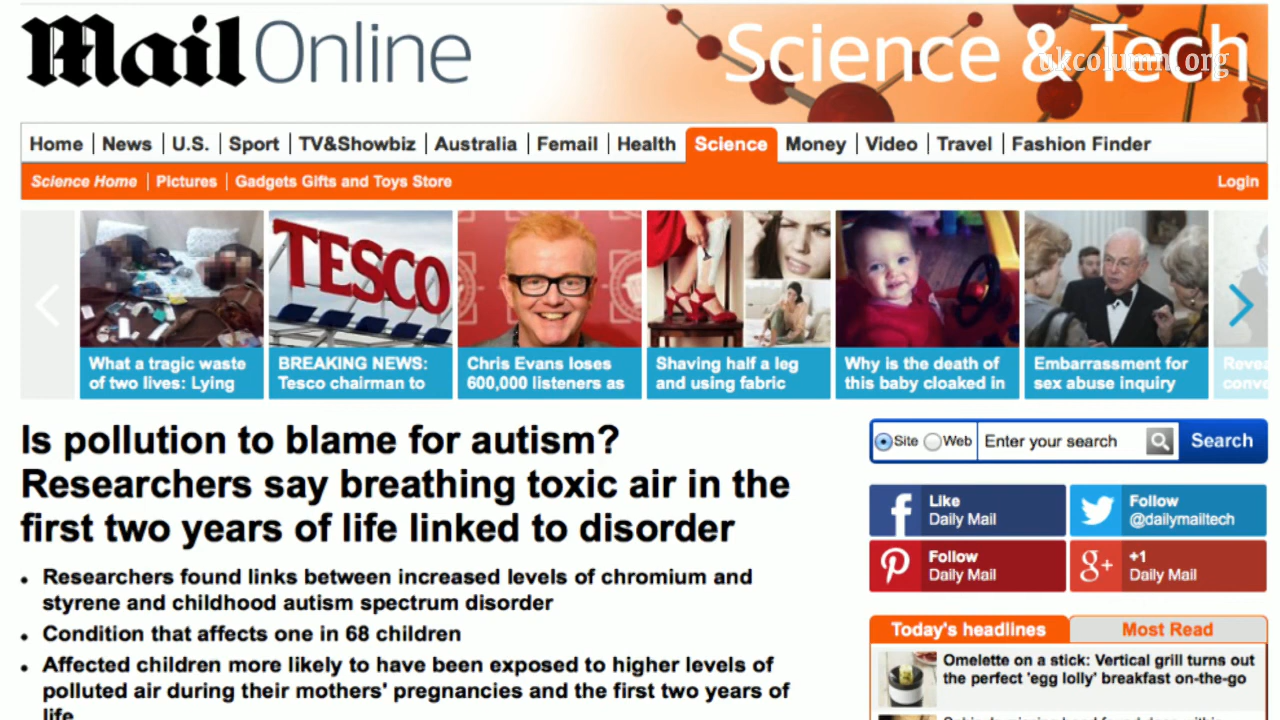 Mail Online
Science & Tech
ukcolumn.org
Home News U.S. Sport TV&Showbiz Australia Femail Health Science Money Video Travel Fashion Finder
Science Home Pictures Gadgets Gifts and Toys Store Login
TESCO
What a tragic waste
of two lives: Lying
BREAKING NEWS:
Tesco chairman to
Chris Evans loses
600,000 listeners as
Shaving half a leg
and using fabric
Why is the death of
this baby cloaked in
Embarrassment for
sex abuse inquiry
Is pollution to blame for autism?
Researchers say breathing toxic air in the
first two years of life linked to disorder
• Researchers found links between increased levels of chromium and
styrene and childhood autism spectrum disorder
• Condition that affects one in 68 children
• Affected children more likely to have been exposed to higher levels of
polluted air during their mothers' pregnancies and the first two years of
life
Site Web Enter your search Search
Like
Daily Mail
Follow
@dailymailtech
Follow
Daily Mail
+1
Daily Mail
Today's headlines Most Read
Omelette on a stick: Vertical grill turns out
the perfect 'egg lolly' breakfast on-the-go